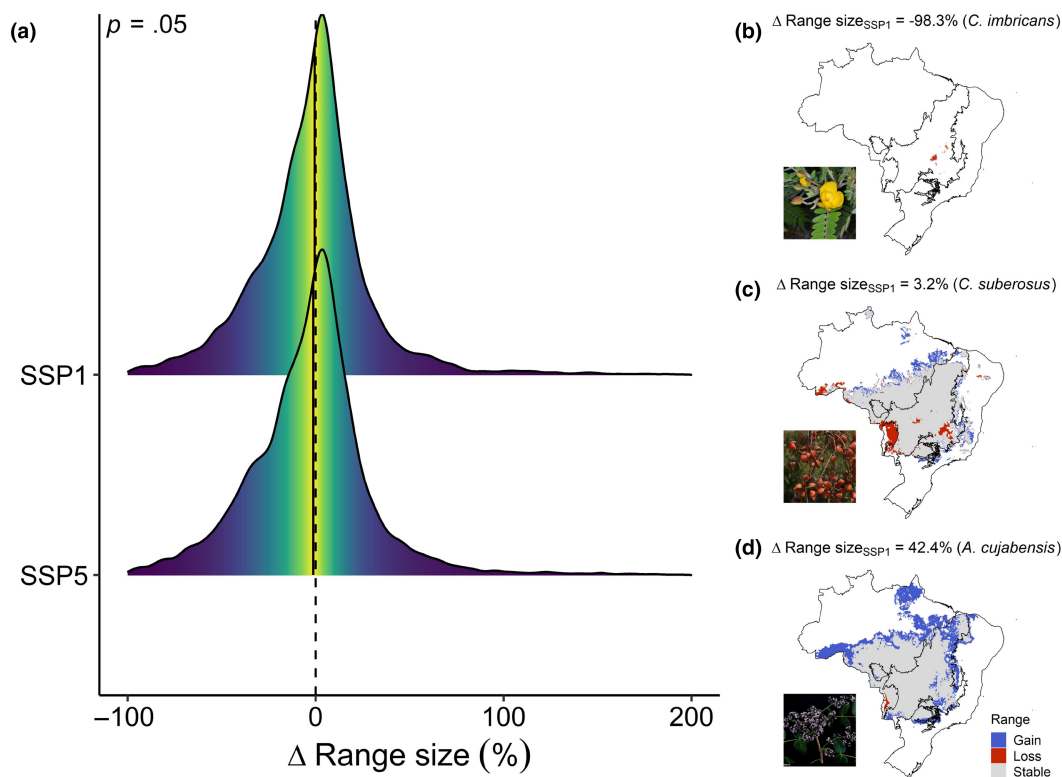 (a)
p = .05
SSP1
SSP5
−100 0 100 200
Δ Range size (%)
(b) Δ Range sizeSSP1 = -98.3% (C. imbricans)
(c) Δ Range sizeSSP1 = 3.2% (C. suberosus)
(d) Δ Range sizeSSP1 = 42.4% (A. cujabensis)
Range
Gain
Loss
Stable